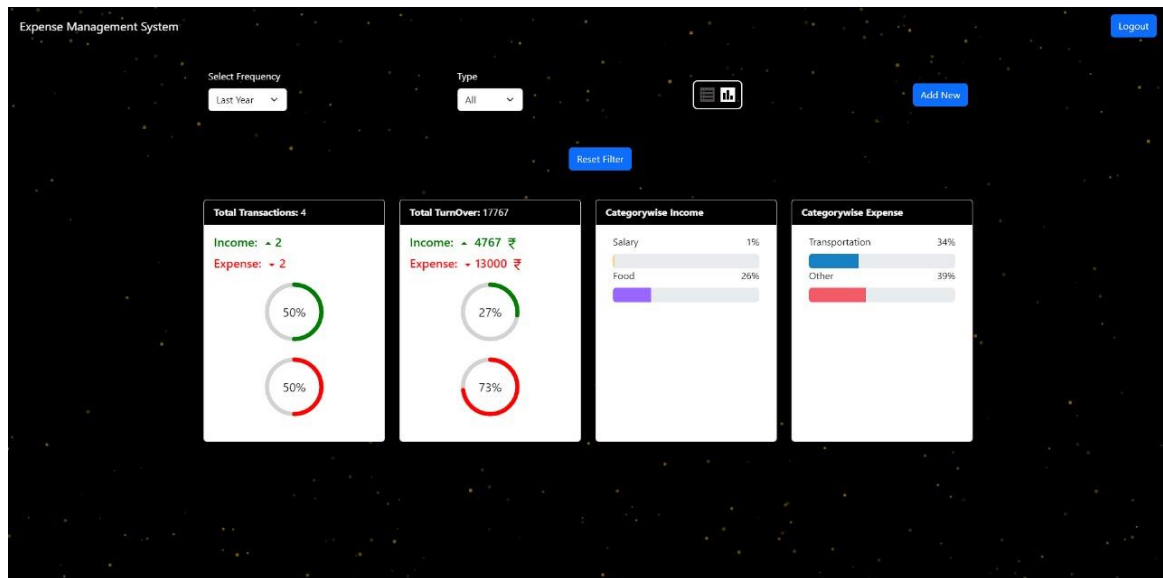 Expense Management System
Logout
Select Frequency
Type
Last Year
All
Add New
Reset Filter
Total Transactions: 4
Income: 2
Expense: 2
50%
50%
Total TurnOver: 17767
Income: 4767 ₹
Expense: 13000 ₹
27%
73%
Categorywise Income
Salary 1%
Food 26%
Categorywise Expense
Transportation 34%
Other 39%